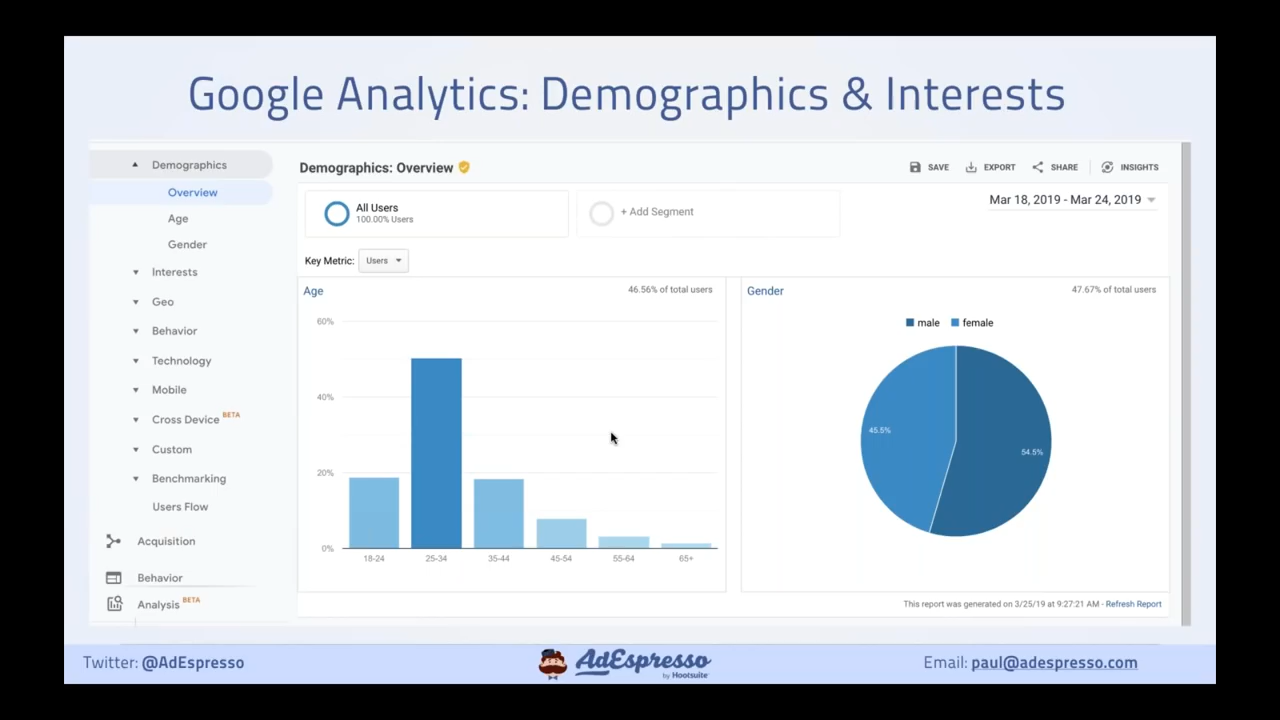 Google Analytics: Demographics & Interests
Demographics
Overview
Age
Gender
Interests
Geo
Behavior
Technology
Mobile
Cross Device BETA
Custom
Benchmarking
Users Flow
Acquisition
Behavior
Analysis BETA
Demographics: Overview
SAVE EXPORT SHARE INSIGHTS
All Users
100.00% Users
+ Add Segment
Mar 18, 2019 - Mar 24, 2019
Key Metric: Users
Age 46.56% of total users
60%
40%
20%
0%
18-24 25-34 35-44 45-54 55-64 65+
Gender 47.67% of total users
male female
45.5%
54.5%
This report was generated on 3/25/19 at 9:27:21 AM - Refresh Report
Twitter: @AdEspresso
AdEspresso
by Hootsuite
Email: paul@adespresso.com